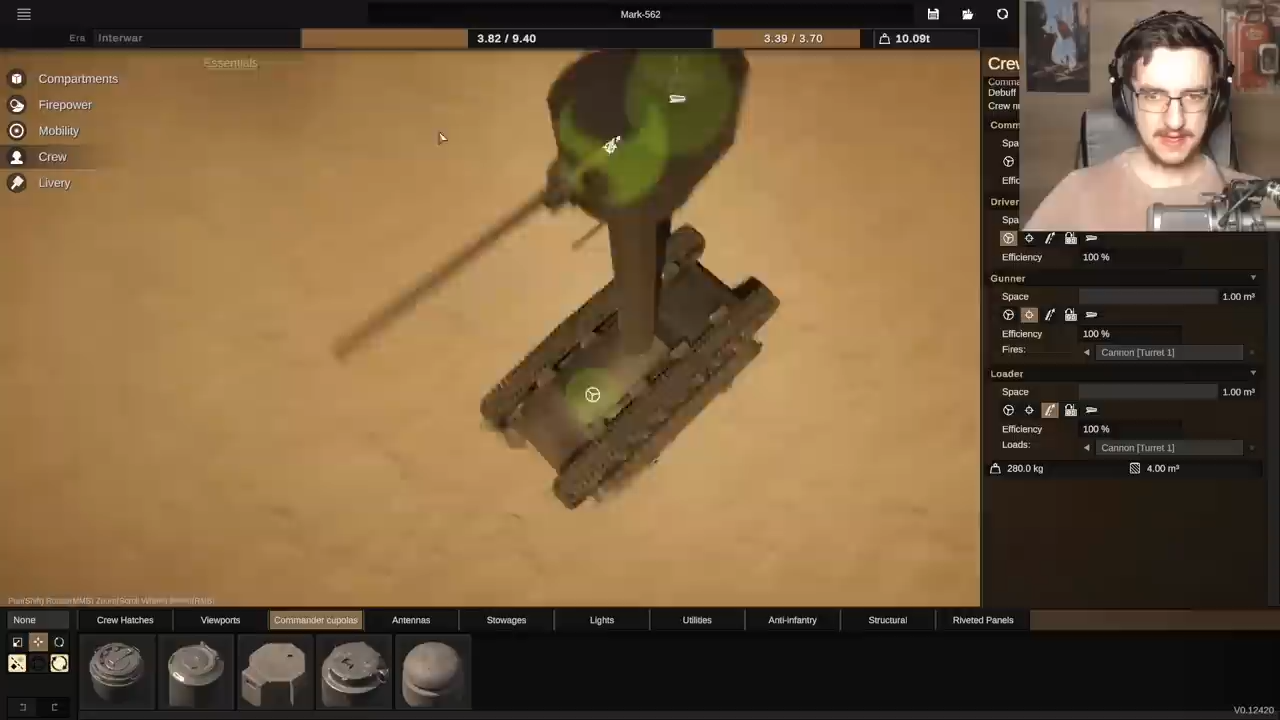 Mark-562
Era Interwar 3.82 / 9.40 3.39 / 3.70 10.09t
Essentials
Compartments
Firepower
Mobility
Crew
Livery
Debuff
Space
Efficiency 100 %
Gunner
Space 1.00 m³
Efficiency 100 %
Fires: Cannon [Turret 1]
Loader
Space 1.00 m³
Efficiency 100 %
Loads: Cannon [Turret 1]
280.0 kg 4.00 m³
None Crew Hatches Viewports Commander cupolas Antennas Stowages Lights Utilities Anti-infantry Structural Riveted Panels
V0.12420